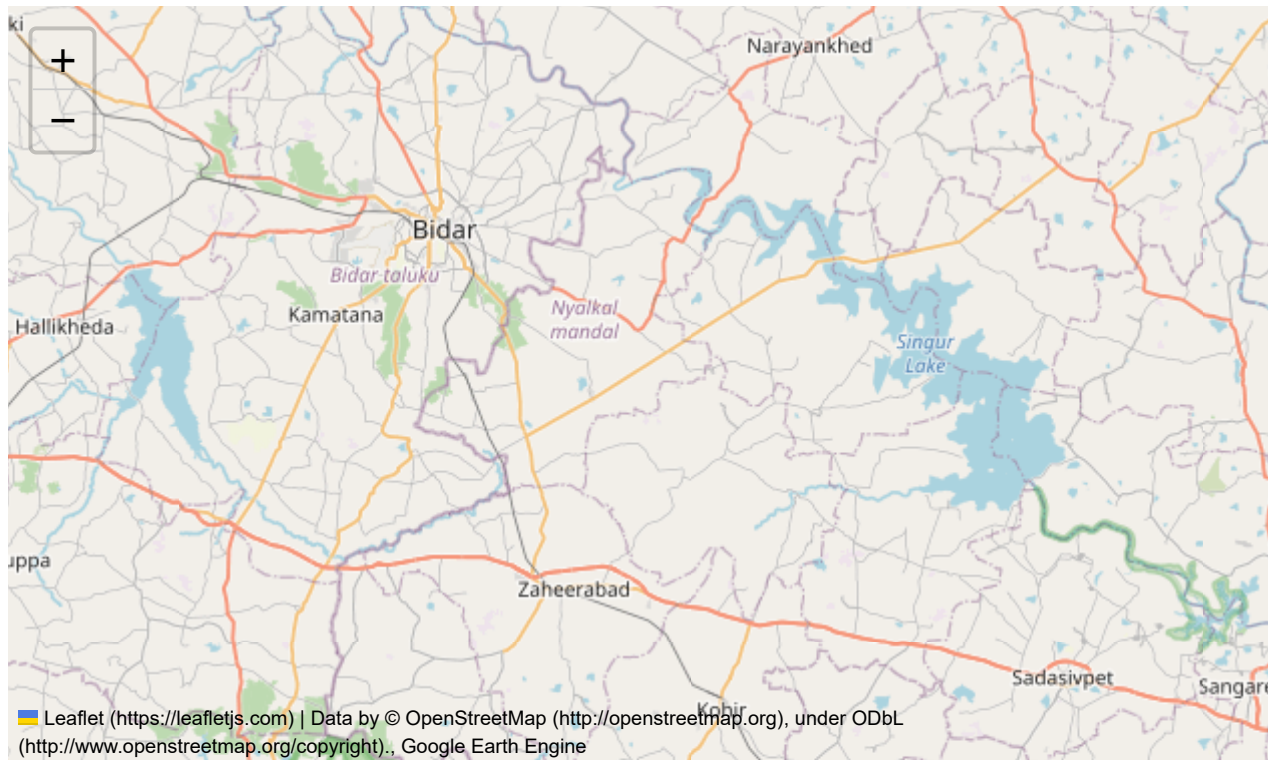 ki
+
−
Narayankhed
Bidar
Bidar taluku
Kamatana
Nyalkal
mandal
Hallikheda
Singur
Lake
uppa
Zaheerabad
Sadasivpet
Sangare
Kohir
Leaflet (https://leafletjs.com) | Data by © OpenStreetMap (http://openstreetmap.org), under ODbL
(http://www.openstreetmap.org/copyright)., Google Earth Engine